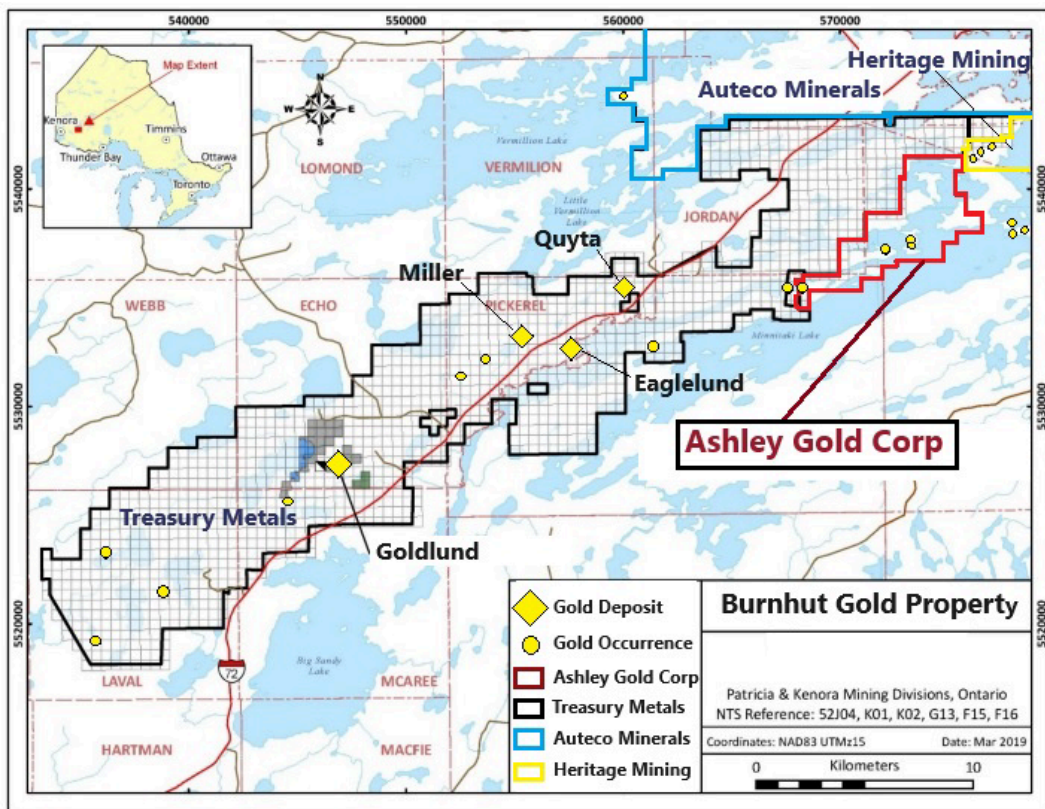 540000
550000
560000
570000
Map Extent
Kenora
Timmins
Thunder Bay
Ottawa
Toronto
N
W
E
S
Heritage Mining
Auteco Minerals
Vermilion Lake
LOMOND
VERMILION
5540000
5540000
Little
Vermilion
Lake
JORDAN
Quyta
Miller
WEBB
ECHO
PICKEREL
Minnitaki Lake
Eaglelund
5530000
5530000
Ashley Gold Corp
Treasury Metals
Goldlund
5520000
5520000
Big Sandy
Lake
72
LAVAL
MCAREE
HARTMAN
MACFIE
Gold Deposit
Gold Occurrence
Ashley Gold Corp
Treasury Metals
Auteco Minerals
Heritage Mining
Burnhut Gold Property
Patricia & Kenora Mining Divisions, Ontario
NTS Reference: 52J04, K01, K02, G13, F15, F16
Coordinates: NAD83 UTMz15
Date: Mar 2019
0 Kilometers 10